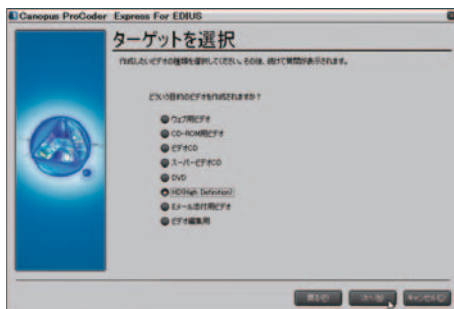 Canopus ProCoder Express For EDIUS
ターゲットを選択
作成したいビデオの種類を選択してください。その後、続けて質問が表示されます。
どういう目的のビデオを作成されますか？
ウェブ用ビデオ
CD-ROM用ビデオ
ビデオCD
スーパービデオCD
DVD
HD(High Definition)
Eメール添付用ビデオ
ビデオ編集用
戻る(B)
次へ(N)
キャンセル(C)